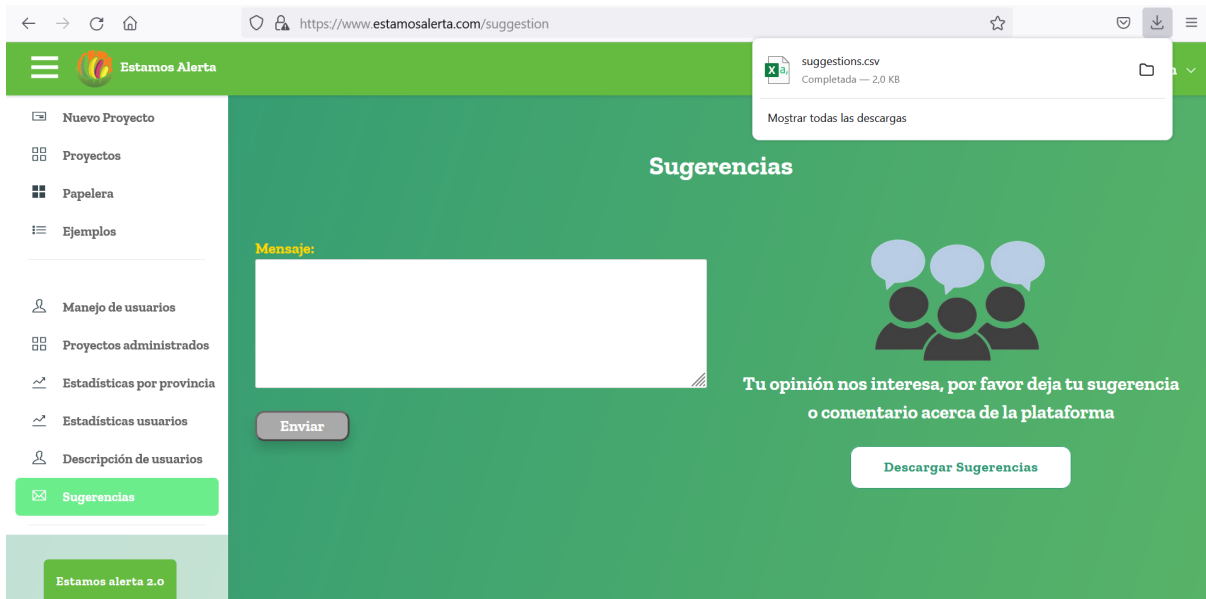 https://www.estamosalerta.com/suggestion
suggestions.csv
Completada — 2,0 KB
Mostrar todas las descargas
Estamos Alerta
Nuevo Proyecto
Proyectos
Papelera
Ejemplos
Manejo de usuarios
Proyectos administrados
Estadísticas por provincia
Estadísticas usuarios
Descripción de usuarios
Sugerencias
Estamos alerta 2.0
Sugerencias
Mensaje:
Enviar
Tu opinión nos interesa, por favor deja tu sugerencia
o comentario acerca de la plataforma
Descargar Sugerencias